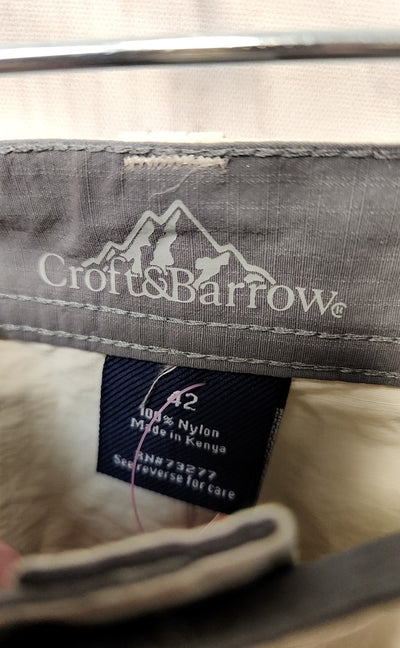 Croft&Barrow®
42
100% Nylon
Made in Kenya
RN#73277
See reverse for care